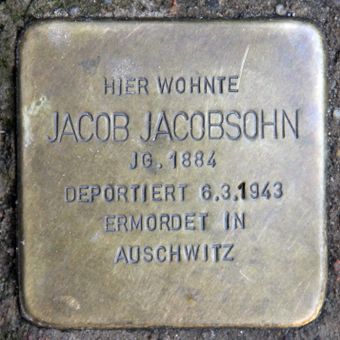 HIER WOHNTE
JACOB JACOBSOHN
JG. 1884
DEPORTIERT 6.3.1943
ERMORDET IN
AUSCHWITZ